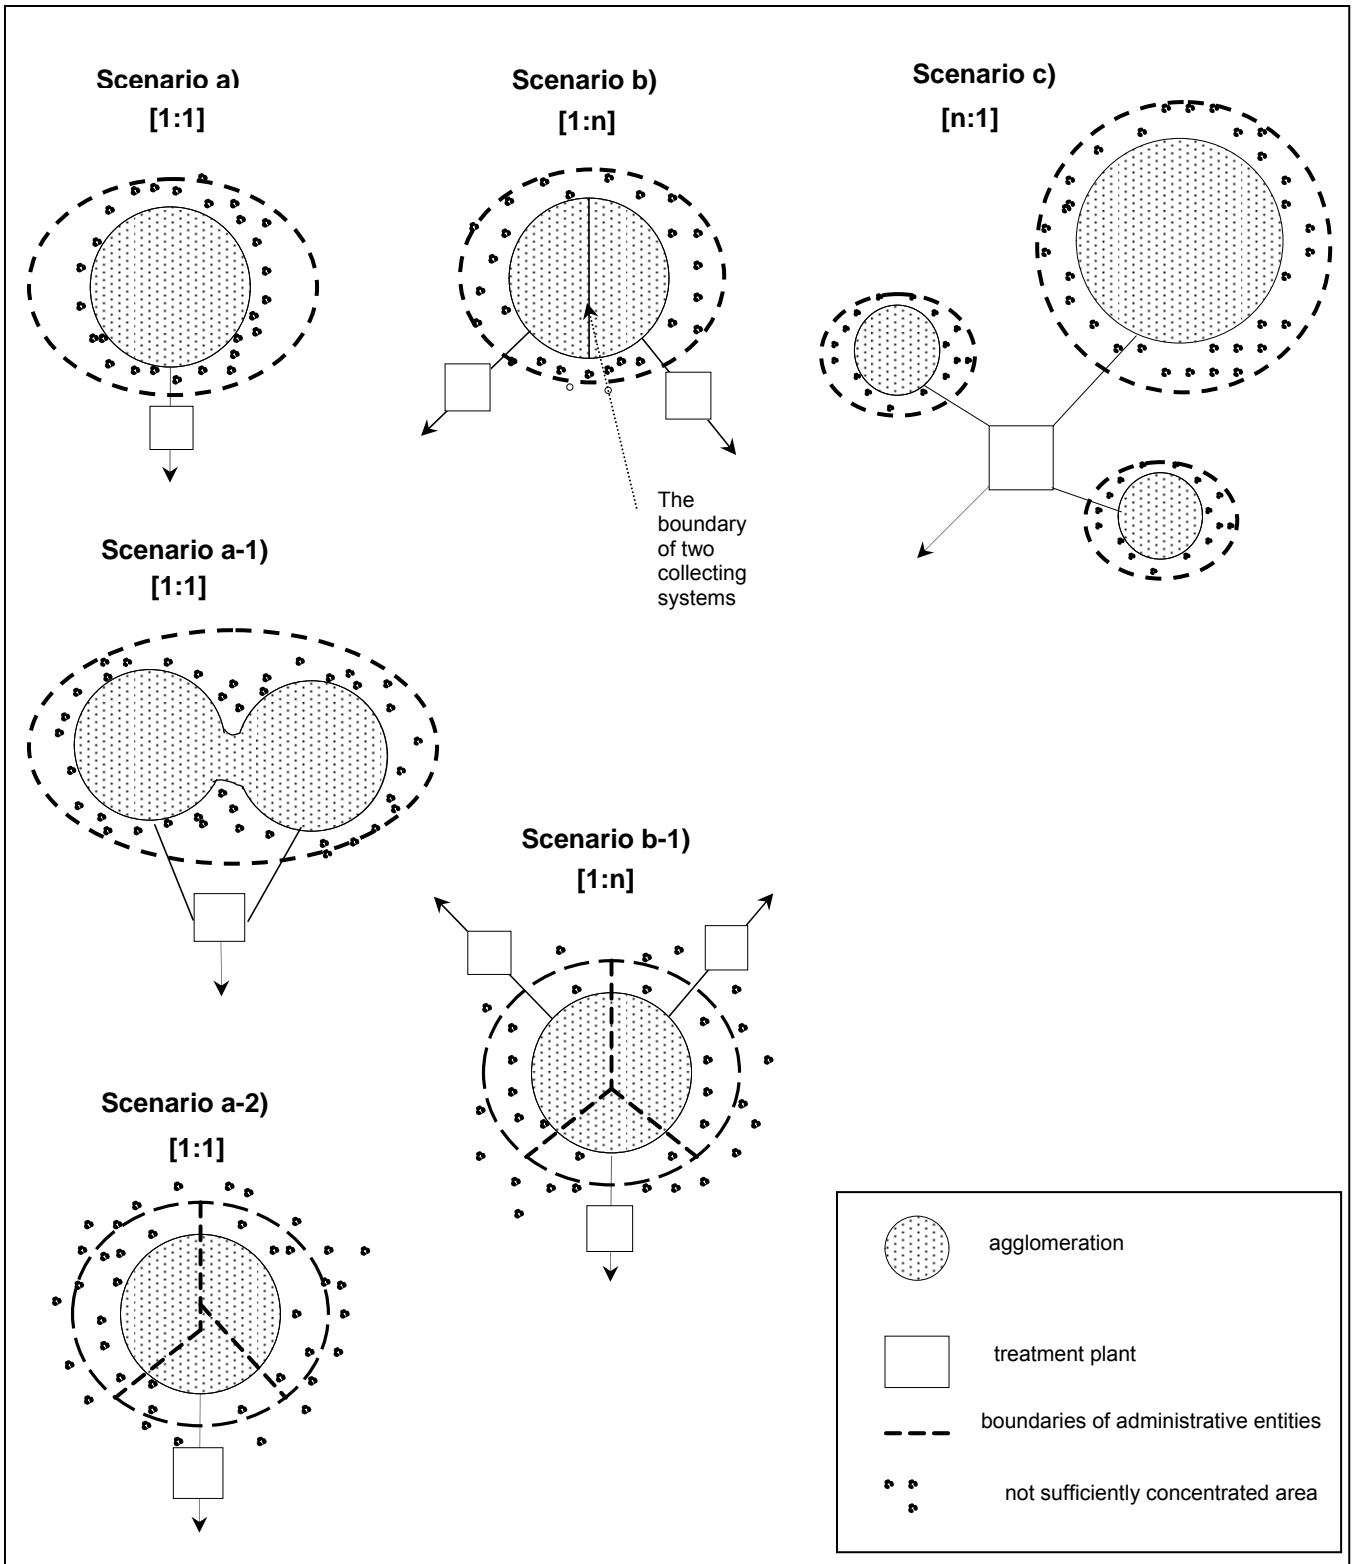 Scenario a)
[1:1]
Scenario b)
[1:n]
Scenario c)
[n:1]
The
boundary
of two
collecting
systems
Scenario a-1)
[1:1]
Scenario b-1)
[1:n]
Scenario a-2)
[1:1]
agglomeration
treatment plant
boundaries of administrative entities
not sufficiently concentrated area